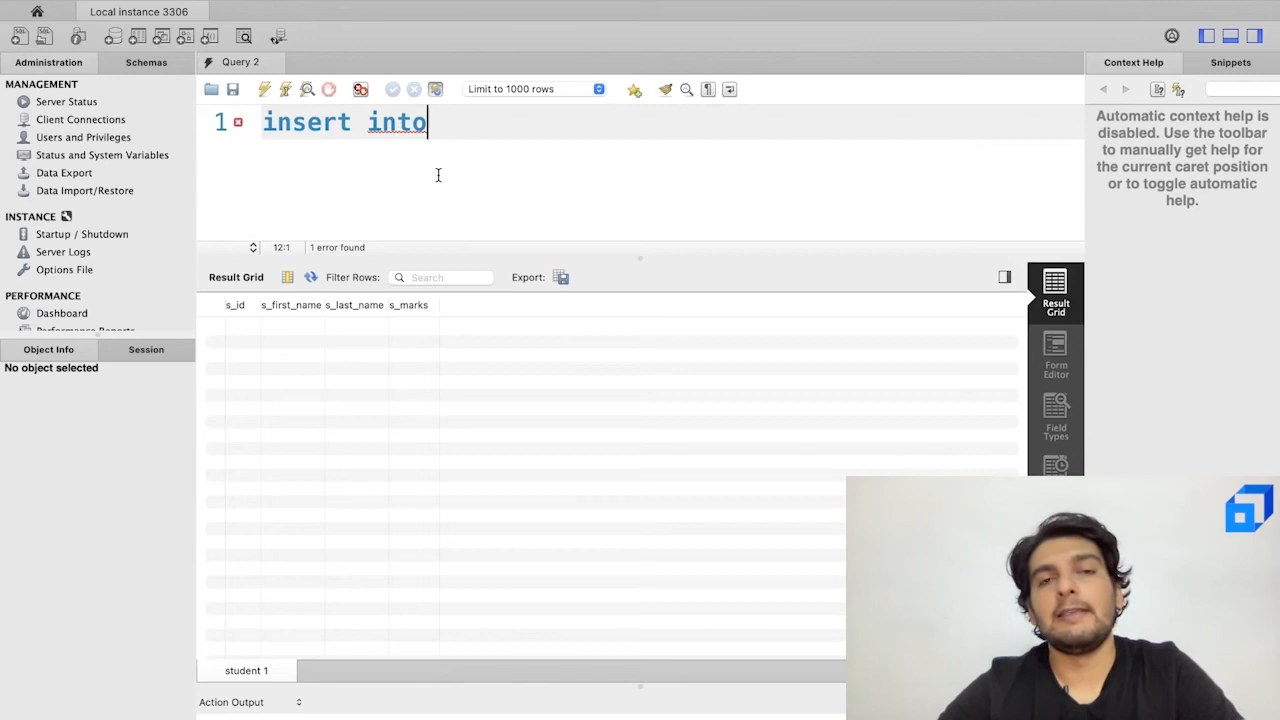 Local instance 3306
Administration
Schemas
Query 2
Context Help
Snippets
MANAGEMENT
Server Status
Client Connections
Users and Privileges
Status and System Variables
Data Export
Data Import/Restore
INSTANCE
Startup / Shutdown
Server Logs
Options File
PERFORMANCE
Dashboard
Performance Reports
Object Info
Session
No object selected
Limit to 1000 rows
1 insert into
12:1
1 error found
Result Grid
Filter Rows:
Search
Export:
s_id s_first_name s_last_name s_marks
Result
Grid
Form
Editor
Field
Types
student 1
Action Output
Automatic context help is
disabled. Use the toolbar
to manually get help for
the current caret position
or to toggle automatic
help.